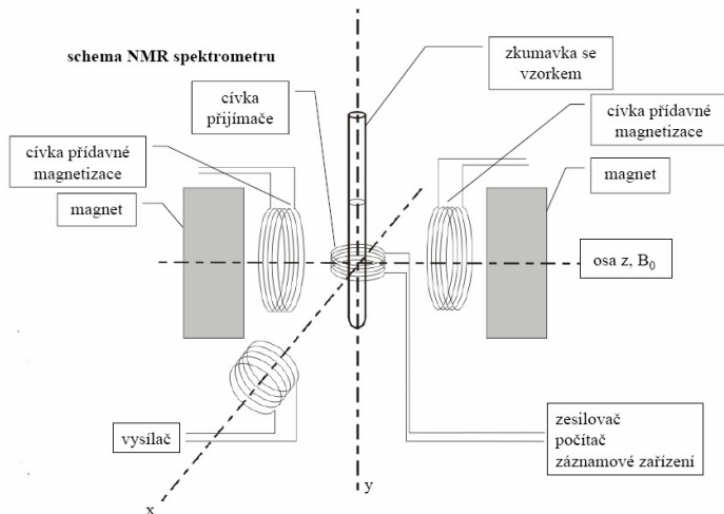 schema NMR spektrometru
zkumavka se
vzorkem
cívka
přijímače
cívka přídavné
magnetizace
cívka přídavné
magnetizace
magnet
magnet
osa z, B₀
vysílač
zesilovač
počítač
záznamové zařízení
x
y